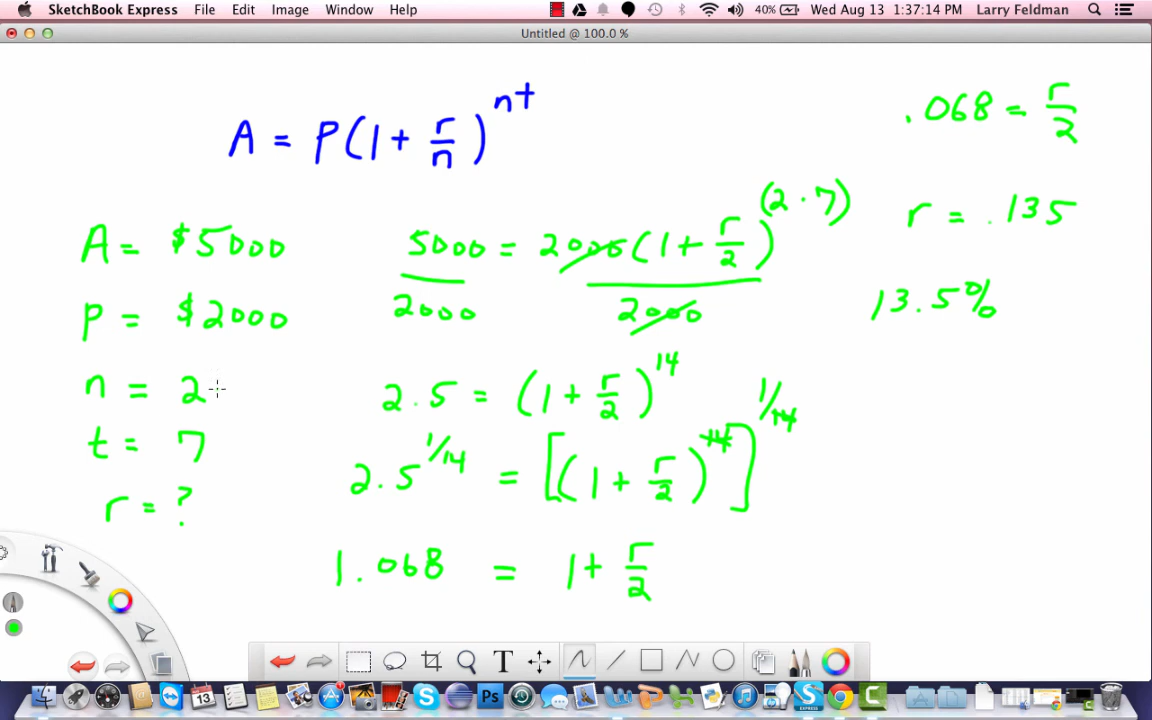 SketchBook Express File Edit Image Window Help 40% Wed Aug 13 1:37:14 PM Larry Feldman
Untitled @ 100.0 %
A = P(1 + r/n)^nt
A = $5000
P = $2000
n = 2
t = 7
r = ?
5000 = 2000(1 + r/2)^(2 · 7)
2000 2000
2.5 = (1 + r/2)^14
2.5^1/14 = [(1 + r/2)^14]^1/14
1.068 = 1 + r/2
.068 = r/2
r = .135
13.5%
T